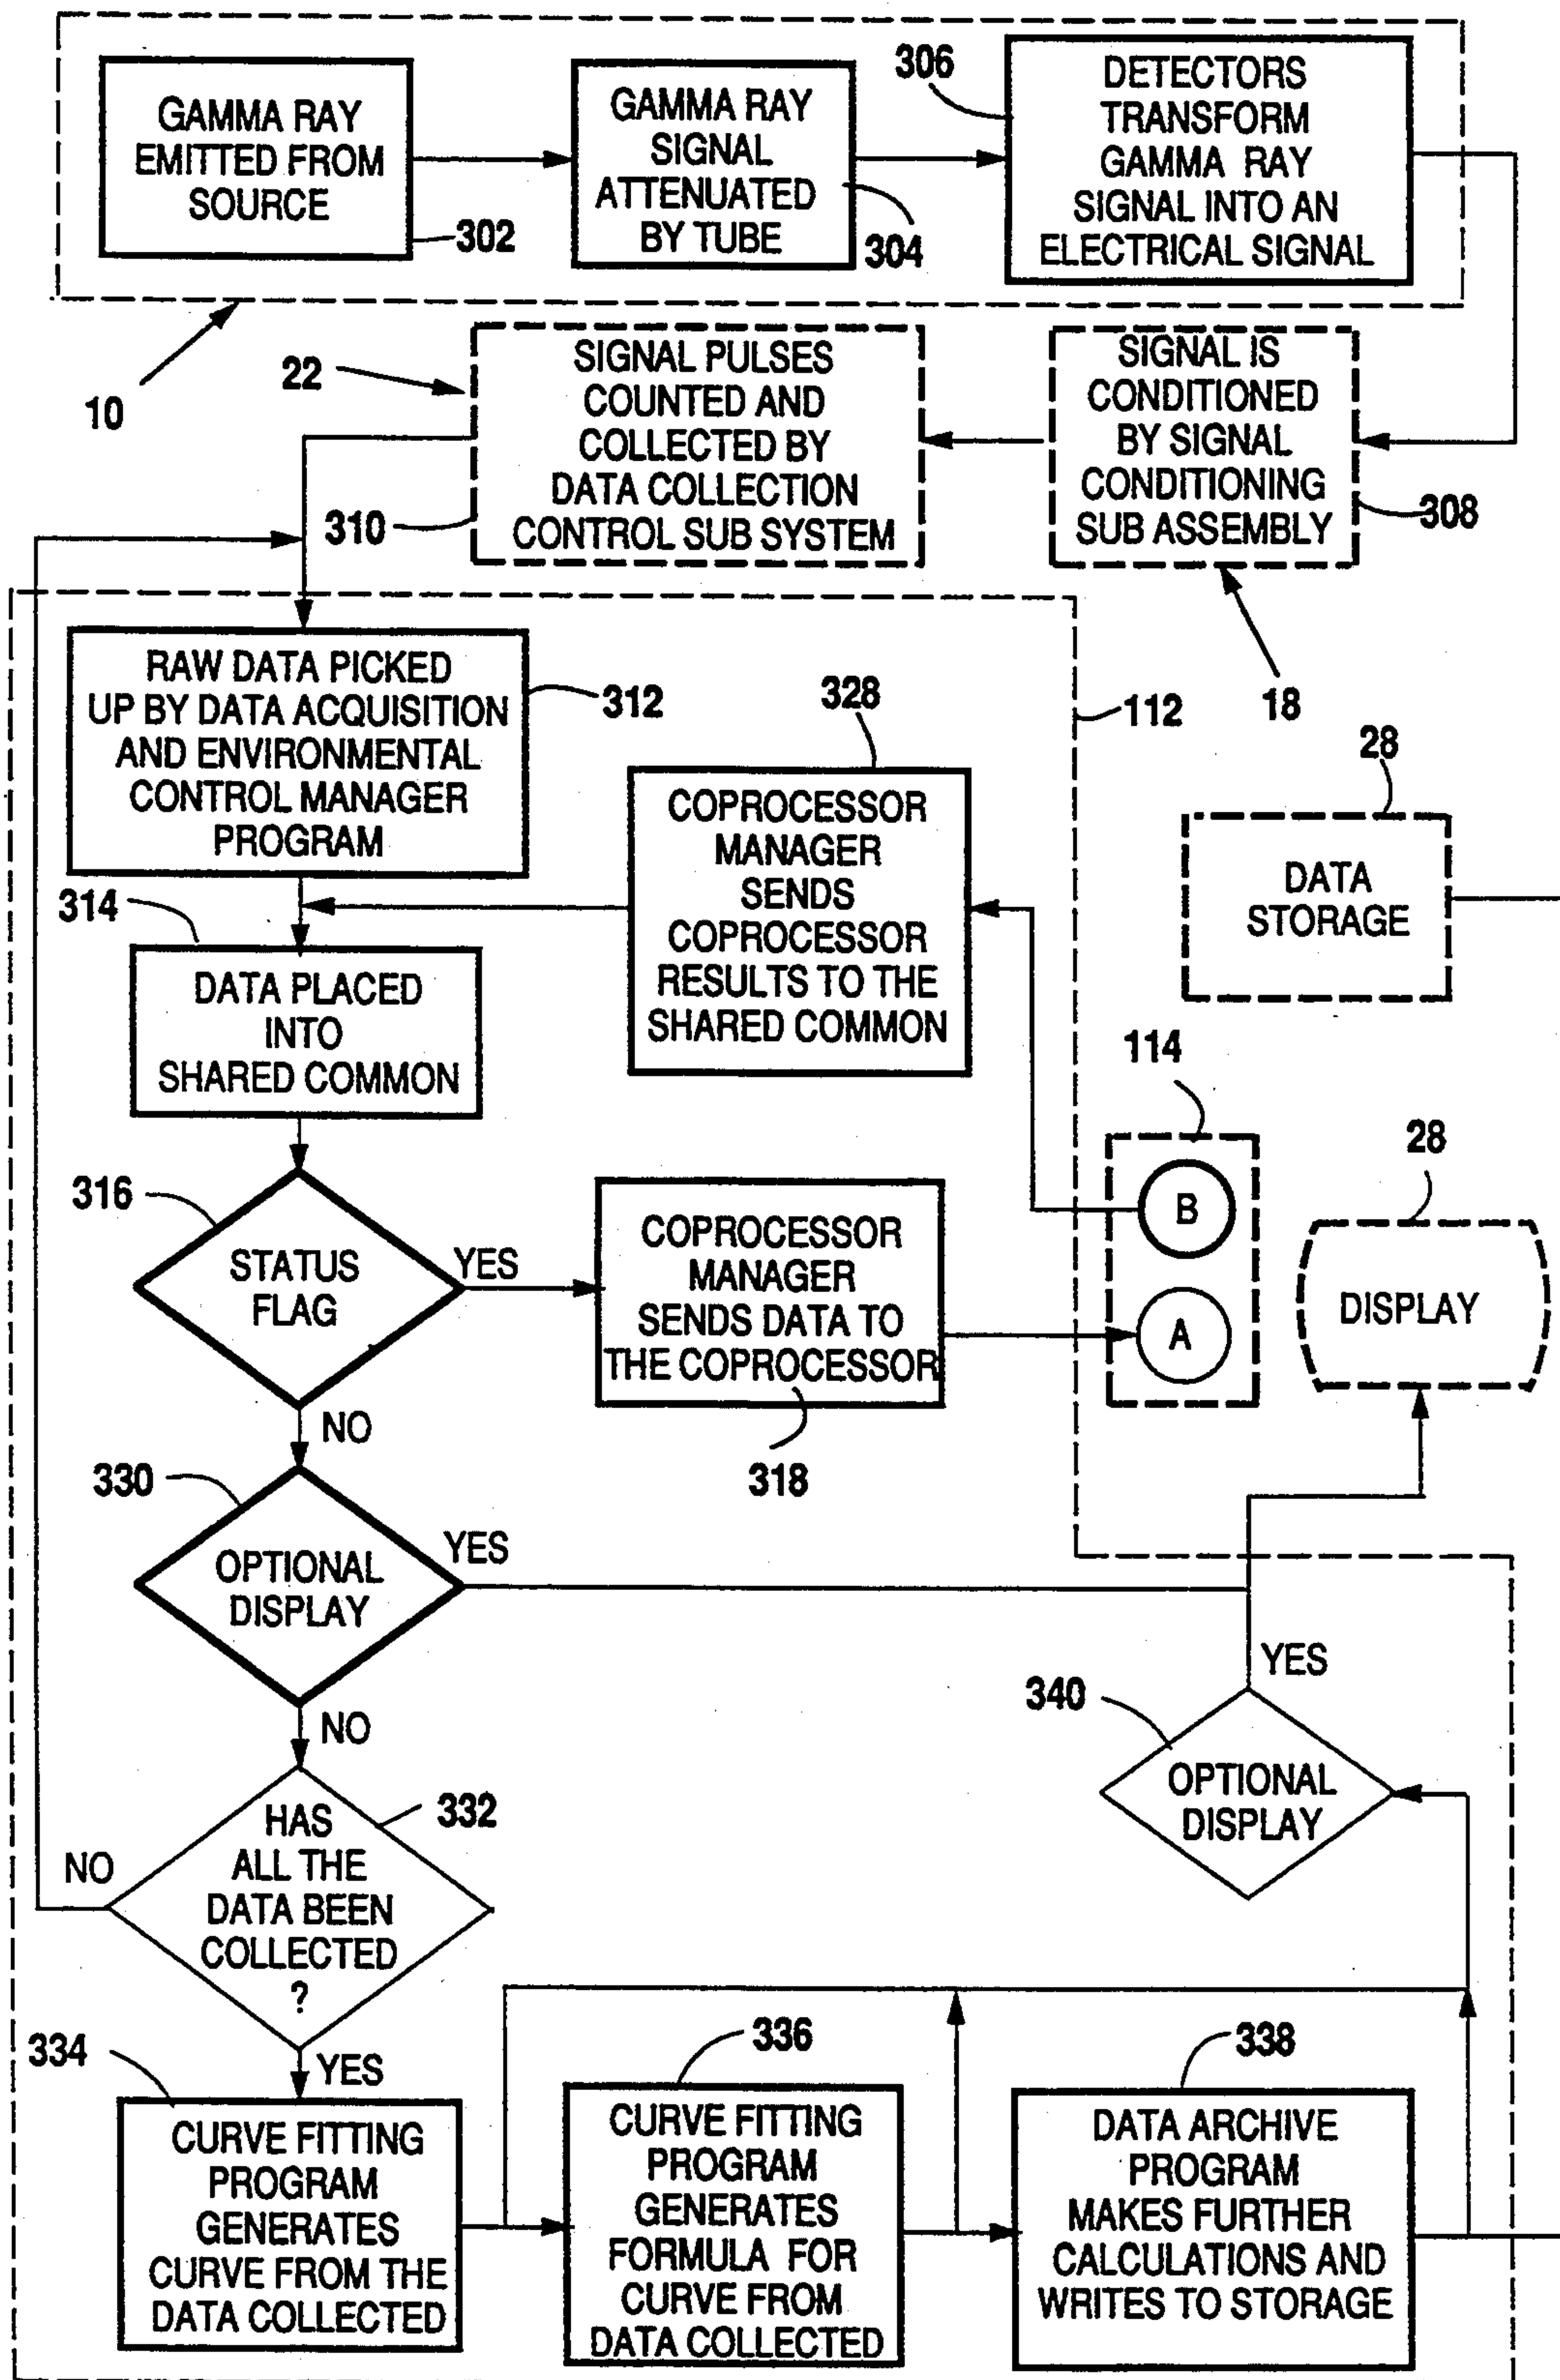 GAMMA RAY
EMITTED FROM
SOURCE
302
GAMMA RAY
SIGNAL
ATTENUATED
BY TUBE
304
306
DETECTORS
TRANSFORM
GAMMA RAY
SIGNAL INTO AN
ELECTRICAL SIGNAL
10
22
SIGNAL PULSES
COUNTED AND
COLLECTED BY
DATA COLLECTION
CONTROL SUB SYSTEM
310
SIGNAL IS
CONDITIONED
BY SIGNAL
CONDITIONING
SUB ASSEMBLY
308
18
RAW DATA PICKED
UP BY DATA ACQUISITION
AND ENVIRONMENTAL
CONTROL MANAGER
PROGRAM
312
328
112
COPROCESSOR
MANAGER
SENDS
COPROCESSOR
RESULTS TO THE
SHARED COMMON
28
DATA
STORAGE
314
DATA PLACED
INTO
SHARED COMMON
114
B
A
28
DISPLAY
316
STATUS
FLAG
YES
COPROCESSOR
MANAGER
SENDS DATA TO
THE COPROCESSOR
318
NO
330
OPTIONAL
DISPLAY
YES
NO
340
YES
OPTIONAL
DISPLAY
332
HAS
ALL THE
DATA BEEN
COLLECTED
?
NO
YES
334
CURVE FITTING
PROGRAM
GENERATES
CURVE FROM THE
DATA COLLECTED
336
CURVE FITTING
PROGRAM
GENERATES
FORMULA FOR
CURVE FROM
DATA COLLECTED
338
DATA ARCHIVE
PROGRAM
MAKES FURTHER
CALCULATIONS AND
WRITES TO STORAGE